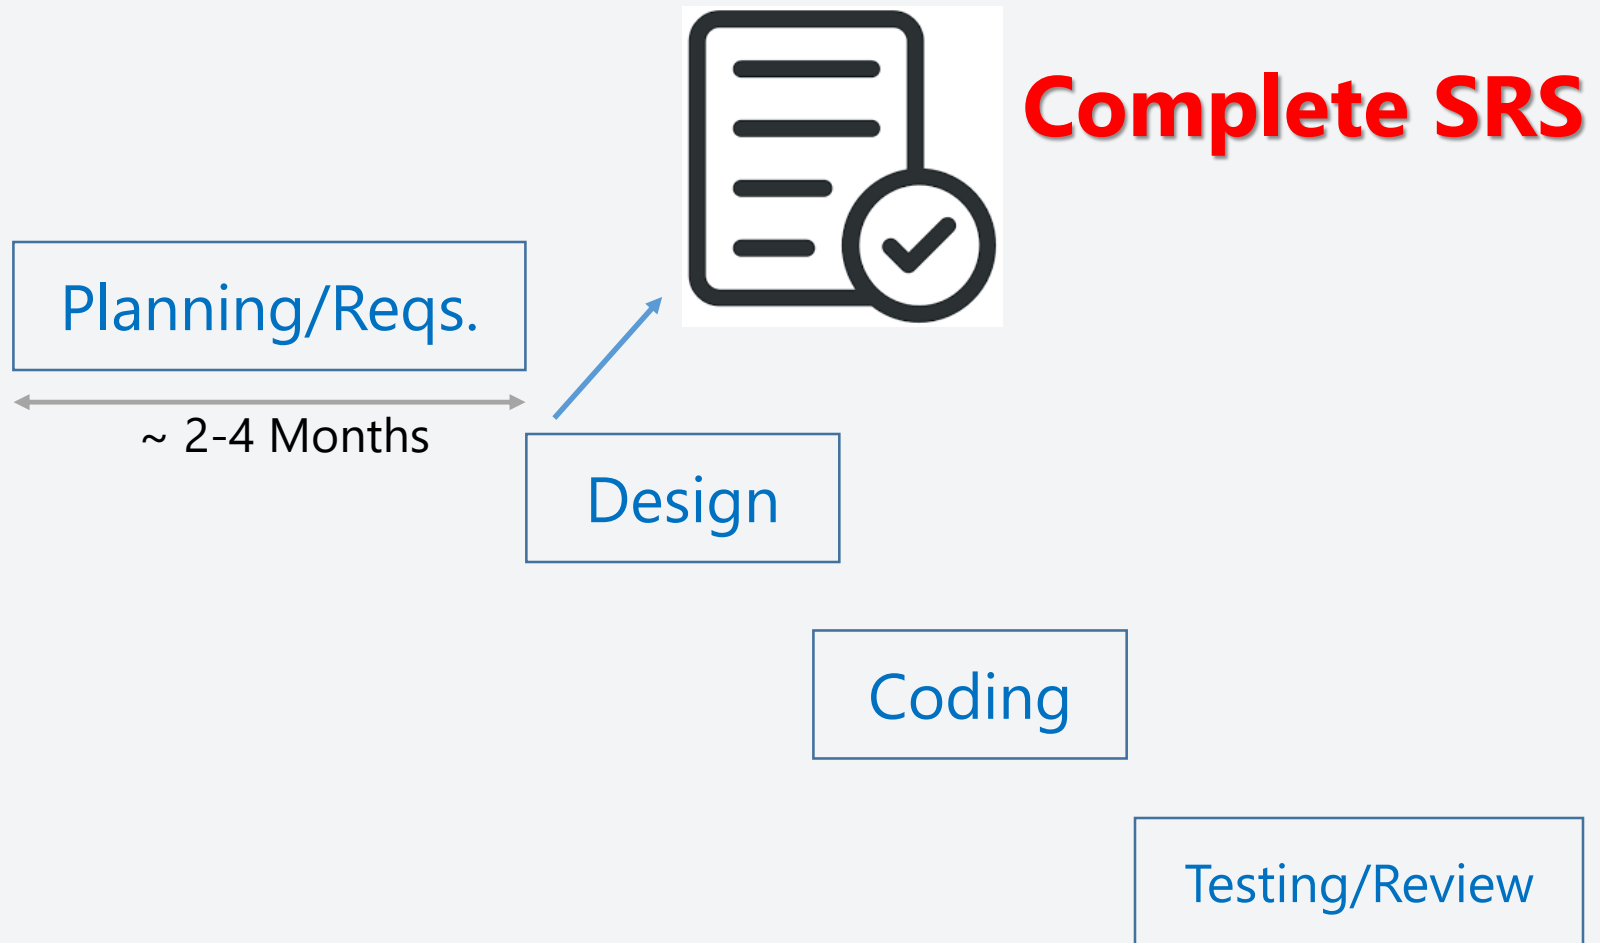 Complete SRS
Planning/Reqs.
~ 2-4 Months
Design
Coding
Testing/Review